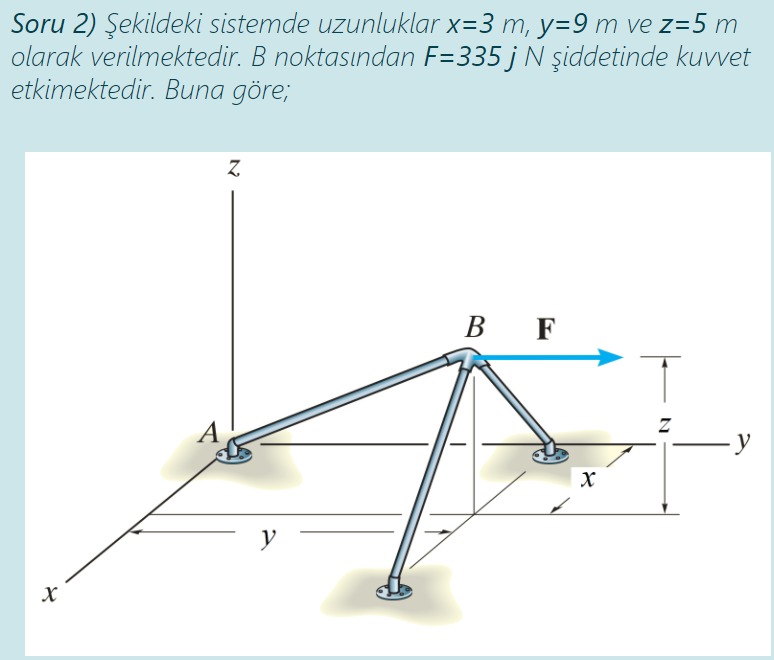 Soru 2) Şekildeki sistemde uzunluklar x=3 m, y=9 m ve z=5 m
olarak verilmektedir. B noktasından F=335 j N şiddetinde kuvvet
etkimektedir. Buna göre;
z
B
F
A
z
y
x
y
x